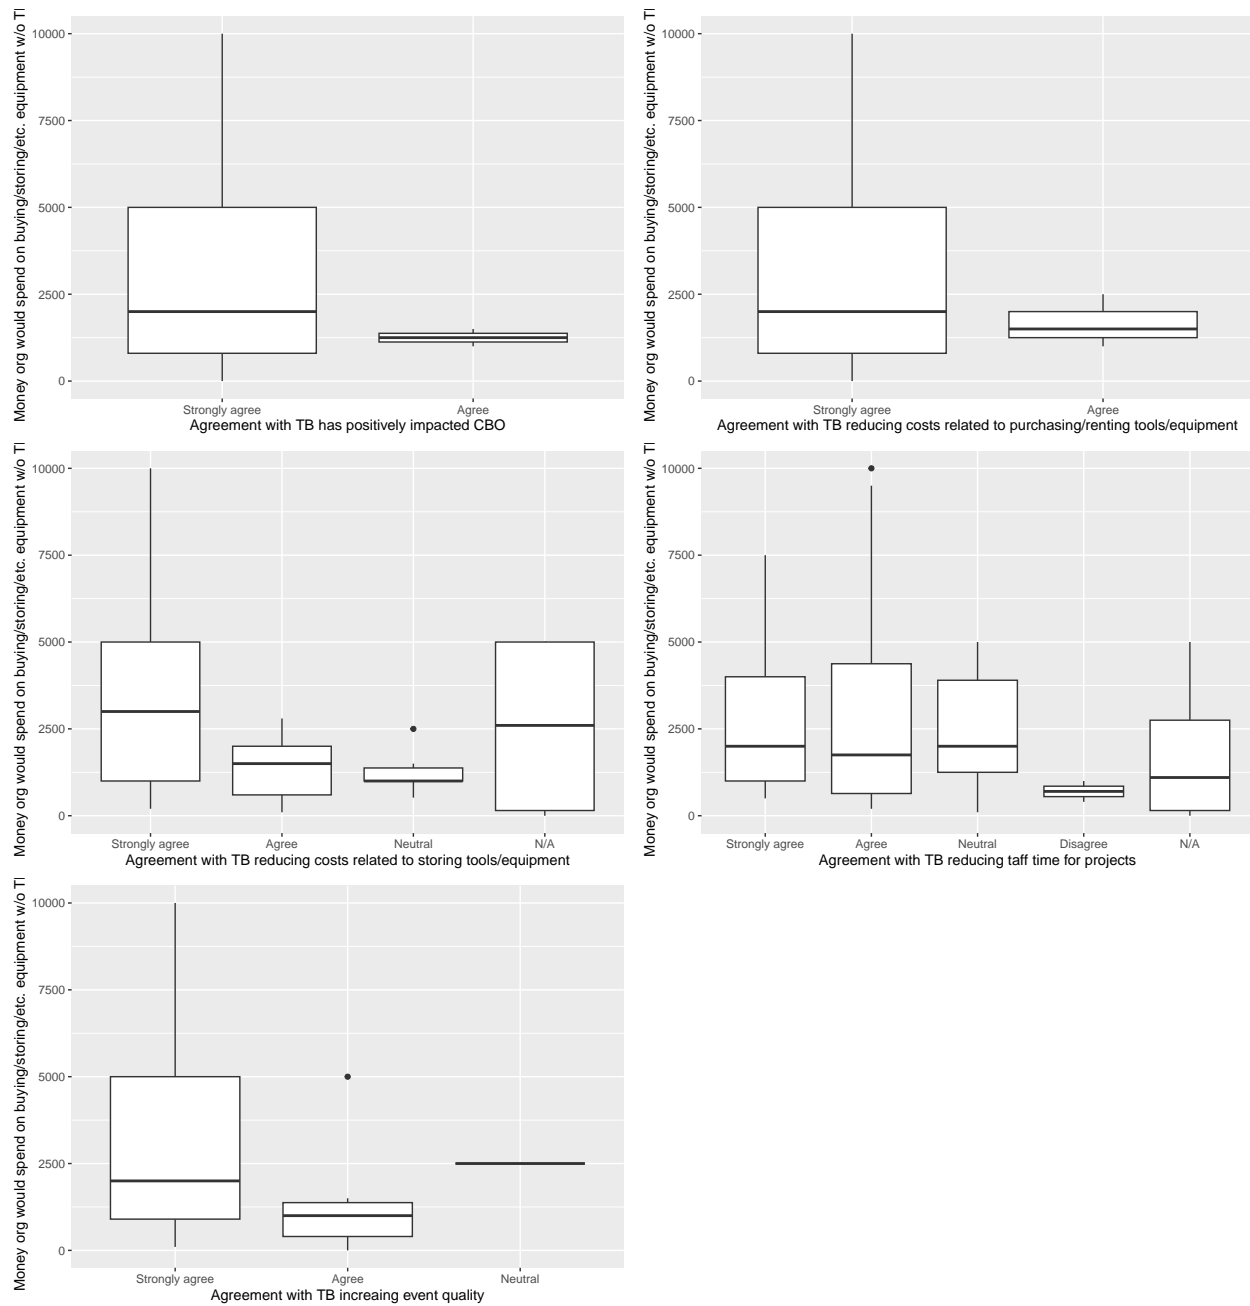 Money org would spend on buying/storing/etc. equipment w/o
10000
7500
5000
2500
0
Strongly agree
Agree
Agreement with TB has positively impacted CBO
Money org would spend on buying/storing/etc. equipment w/o
10000
7500
5000
2500
0
Strongly agree
Agree
Agreement with TB reducing costs related to purchasing/renting tools/equipment
Money org would spend on buying/storing/etc. equipment w/o
10000
7500
5000
2500
0
Strongly agree
Agree
Neutral
N/A
Agreement with TB reducing costs related to storing tools/equipment
Money org would spend on buying/storing/etc. equipment w/o
10000
7500
5000
2500
0
Strongly agree
Agree
Neutral
Disagree
N/A
Agreement with TB reducing taff time for projects
Money org would spend on buying/storing/etc. equipment w/o
10000
7500
5000
2500
0
Strongly agree
Agree
Neutral
Agreement with TB increaing event quality